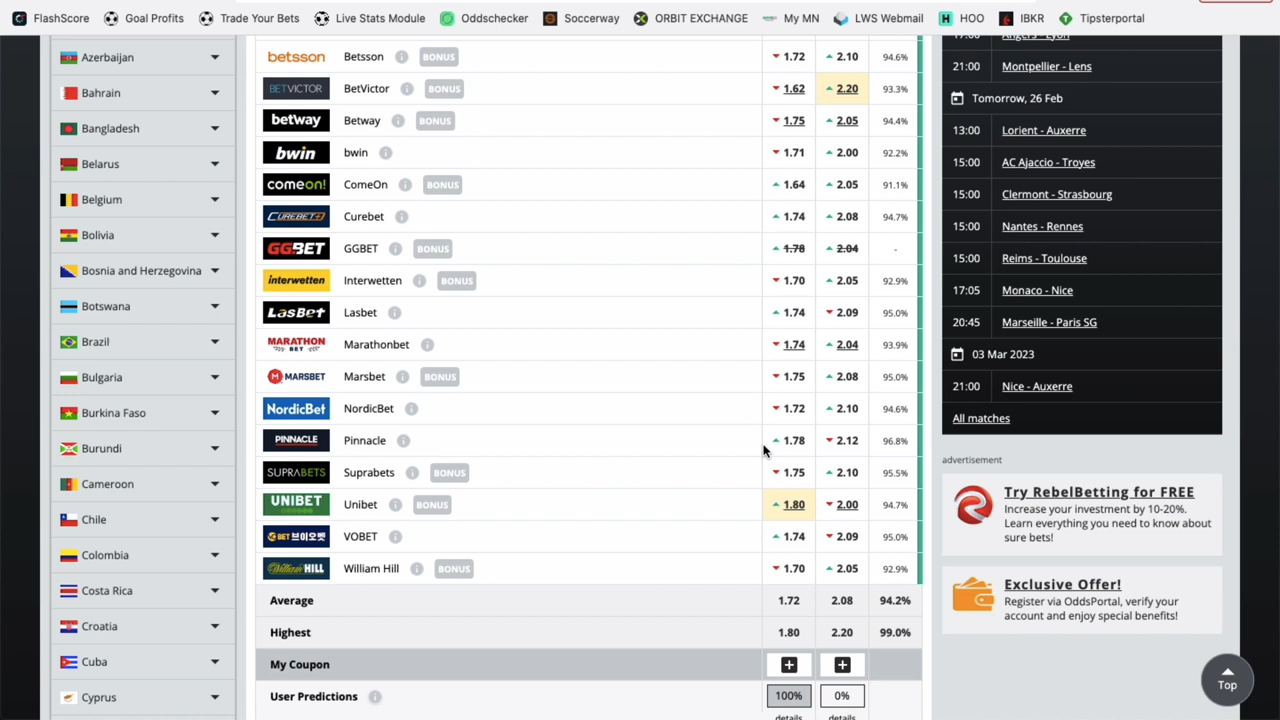 FlashScore Goal Profits Trade Your Bets Live Stats Module Oddschecker Soccerway ORBIT EXCHANGE My MN LWS Webmail HOO IBKR Tipsterportal
Azerbaijan
Bahrain
Bangladesh
Belarus
Belgium
Bolivia
Bosnia and Herzegovina
Botswana
Brazil
Bulgaria
Burkina Faso
Burundi
Cameroon
Chile
Colombia
Costa Rica
Croatia
Cuba
Cyprus
betsson Betsson BONUS 1.72 2.10 94.6%
BETVICTOR BetVictor BONUS 1.62 2.20 93.3%
betway Betway BONUS 1.75 2.05 94.4%
bwin bwin 1.71 2.00 92.2%
comeon! ComeOn BONUS 1.64 2.05 91.1%
CUREBET Curebet 1.74 2.08 94.7%
GGBET GGBET BONUS 1.78 2.04 -
interwetten Interwetten BONUS 1.70 2.05 92.9%
LASBET Lasbet 1.74 2.09 95.0%
MARATHON BET Marathonbet 1.74 2.04 93.9%
MARSBET Marsbet BONUS 1.75 2.08 95.0%
NordicBet NordicBet 1.72 2.10 94.6%
PINNACLE Pinnacle 1.78 2.12 96.8%
SUPRABETS Suprabets BONUS 1.75 2.10 95.5%
UNIBET Unibet BONUS 1.80 2.00 94.7%
BET 브이오벳 VOBET 1.74 2.09 95.0%
William HILL William Hill BONUS 1.70 2.05 92.9%
Average 1.72 2.08 94.2%
Highest 1.80 2.20 99.0%
My Coupon
User Predictions 100% 0%
details details
17:00 Angers - Lyon
21:00 Montpellier - Lens
Tomorrow, 26 Feb
13:00 Lorient - Auxerre
15:00 AC Ajaccio - Troyes
15:00 Clermont - Strasbourg
15:00 Nantes - Rennes
15:00 Reims - Toulouse
17:05 Monaco - Nice
20:45 Marseille - Paris SG
03 Mar 2023
21:00 Nice - Auxerre
All matches
advertisement
Try RebelBetting for FREE
Increase your investment by 10-20%.
Learn everything you need to know about
sure bets!
Exclusive Offer!
Register via OddsPortal, verify your
account and enjoy special benefits!
Top